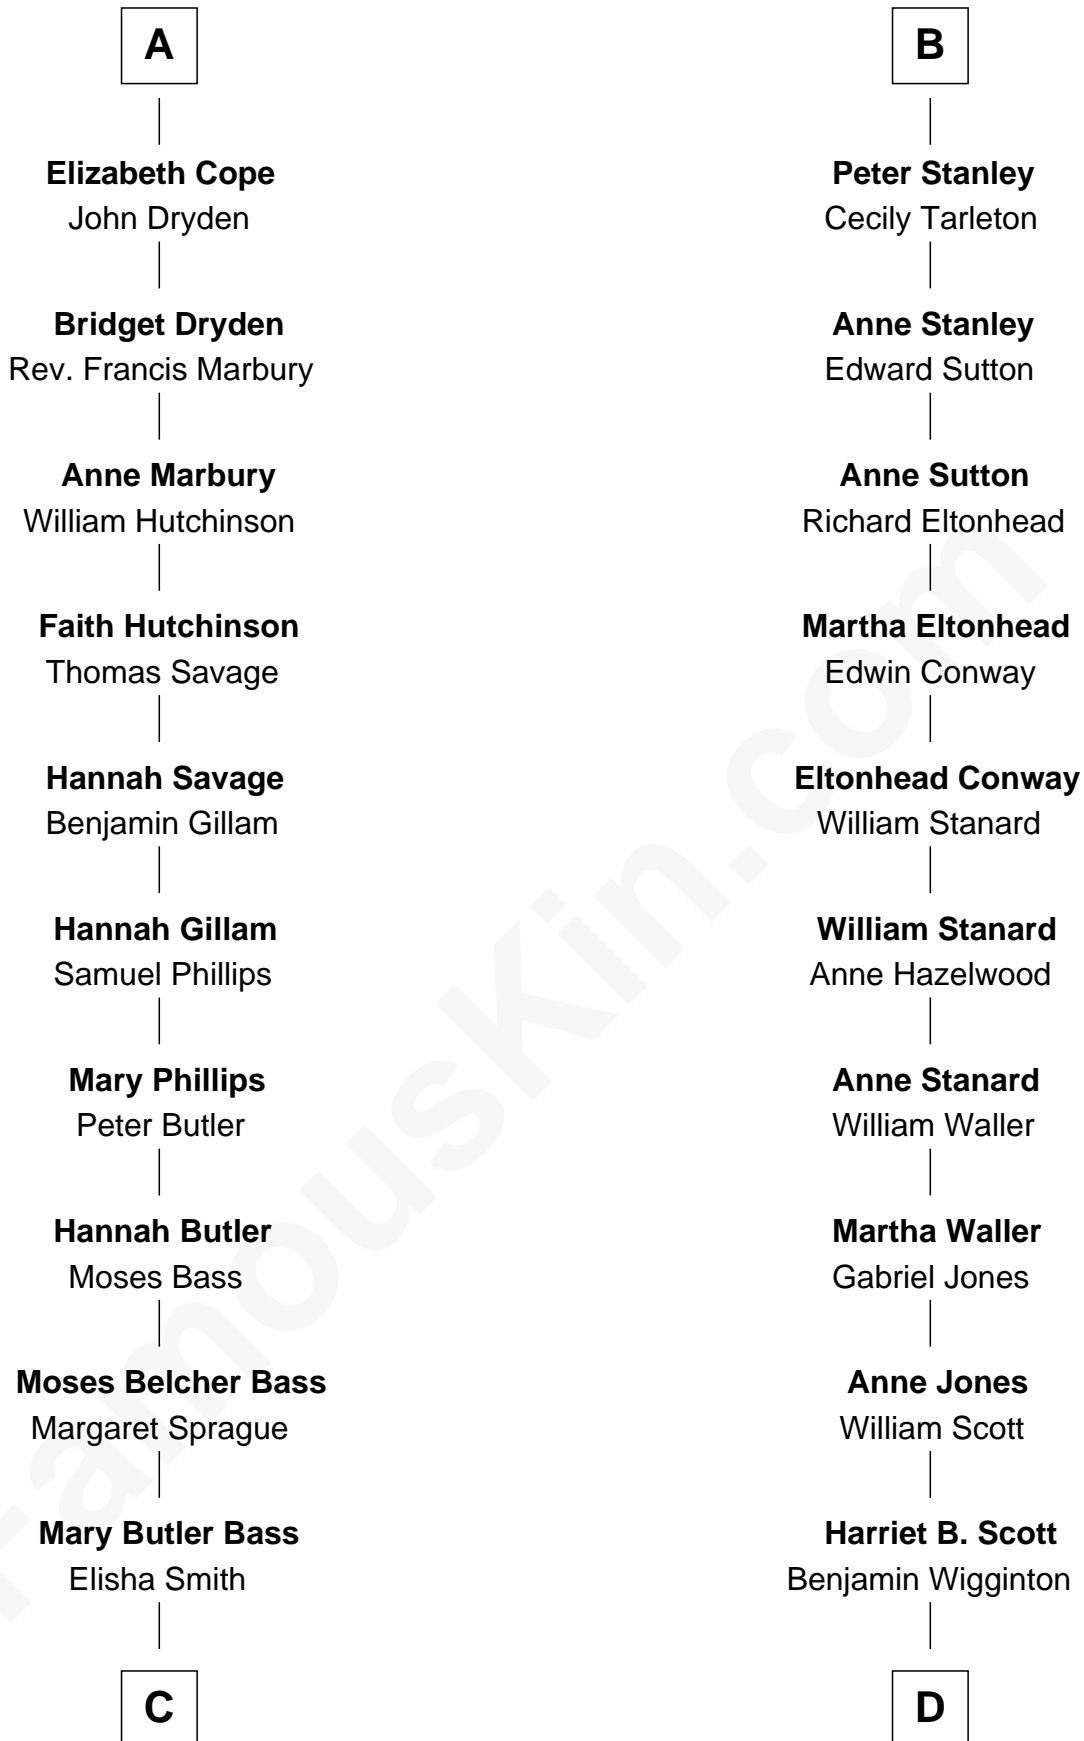 A
Elizabeth Cope
John Dryden
Bridget Dryden
Rev. Francis Marbury
Anne Marbury
William Hutchinson
Faith Hutchinson
Thomas Savage
Hannah Savage
Benjamin Gillam
Hannah Gillam
Samuel Phillips
Mary Phillips
Peter Butler
Hannah Butler
Moses Bass
Moses Belcher Bass
Margaret Sprague
Mary Butler Bass
Elisha Smith
C
B
Peter Stanley
Cecily Tarleton
Anne Stanley
Edward Sutton
Anne Sutton
Richard Eltonhead
Martha Eltonhead
Edwin Conway
Eltonhead Conway
William Stanard
William Stanard
Anne Hazelwood
Anne Stanard
William Waller
Martha Waller
Gabriel Jones
Anne Jones
William Scott
Harriet B. Scott
Benjamin Wigginton
D
FamousKin.com